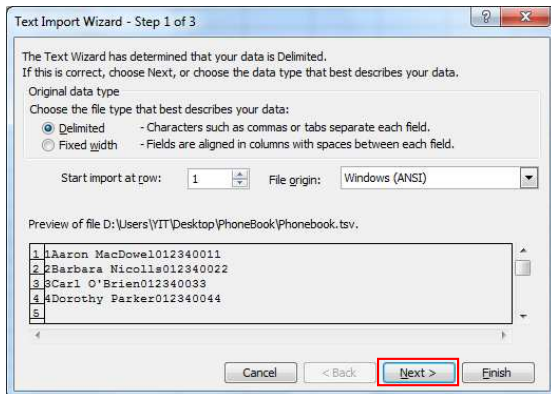 Text Import Wizard - Step 1 of 3
The Text Wizard has determined that your data is Delimited.
If this is correct, choose Next, or choose the data type that best describes your data.
Original data type
Choose the file type that best describes your data:
Delimited - Characters such as commas or tabs separate each field.
Fixed width - Fields are aligned in columns with spaces between each field.
Start import at row: 1 File origin: Windows (ANSI)
Preview of file D:\Users\YIT\Desktop\PhoneBook\Phonebook.tsv.
1 1Aaron MacDowel012340011
2 2Barbara Nicolls012340022
3 3Carl O'Brien012340033
4 4Dorothy Parker012340044
5
Cancel < Back Next > Finish